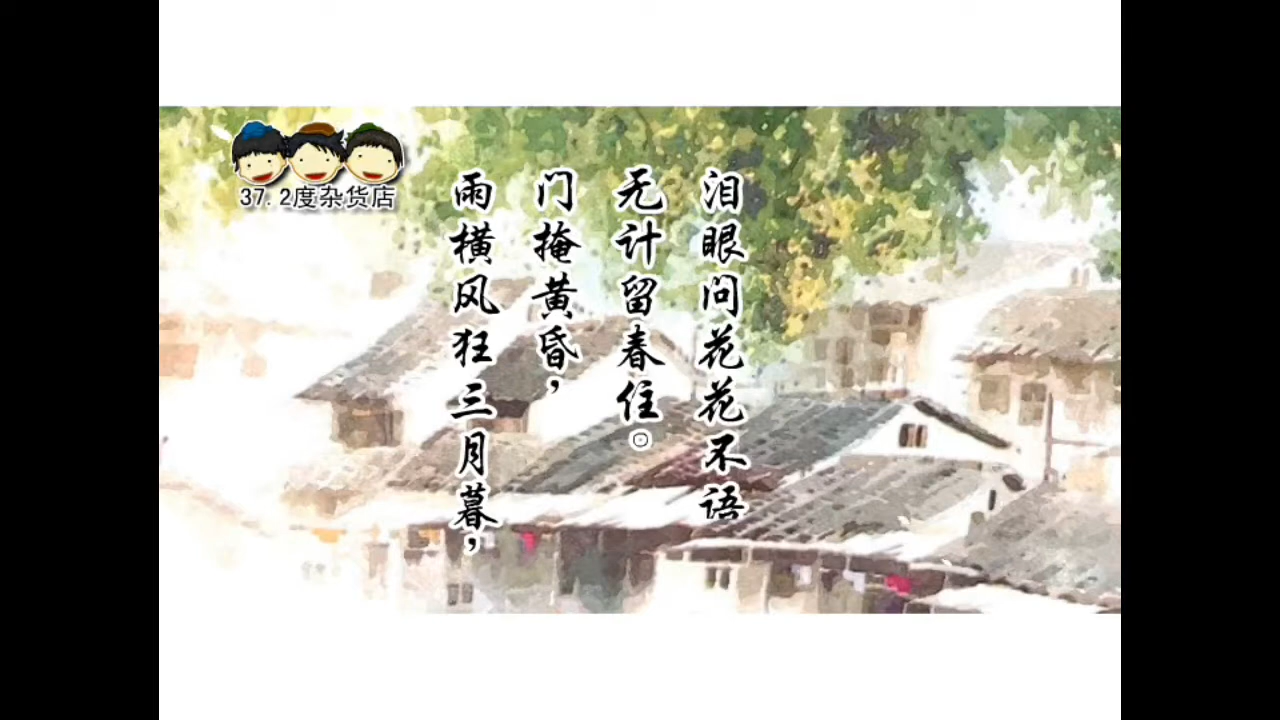 37.2度杂货店
雨横风狂三月暮，
门掩黄昏，
无计留春住。
泪眼问花花不语